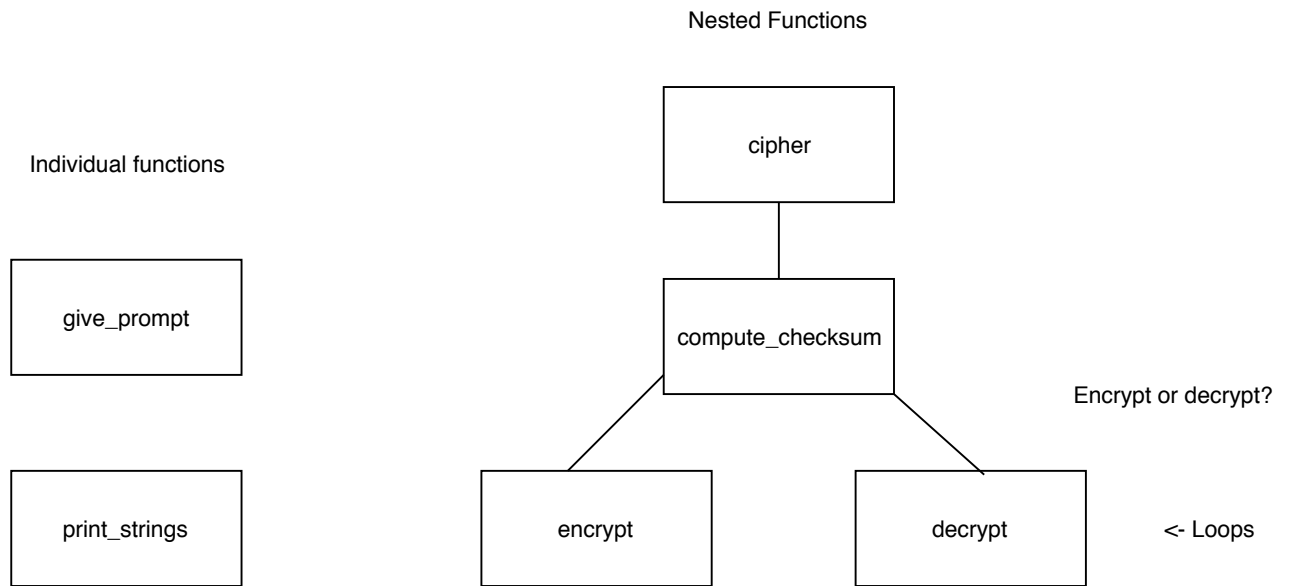 Nested Functions
cipher
Individual functions
give_prompt
compute_checksum
Encrypt or decrypt?
print_strings
encrypt
decrypt
<- Loops